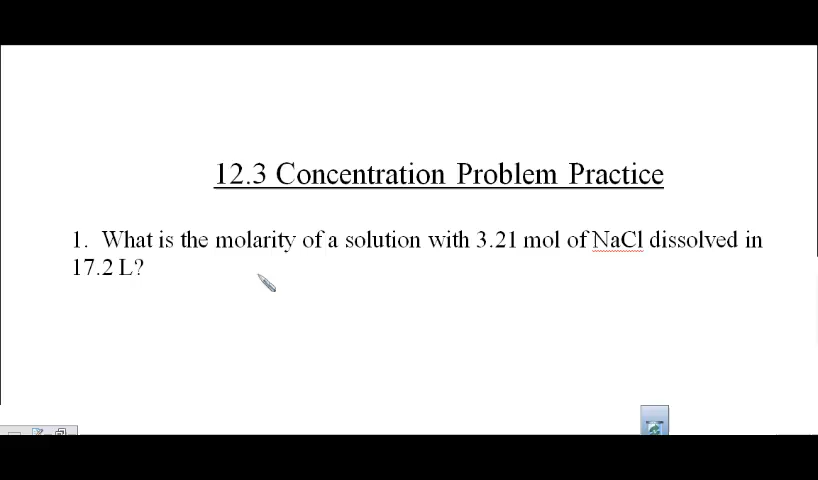 12.3 Concentration Problem Practice
1. What is the molarity of a solution with 3.21 mol of NaCl dissolved in
17.2 L?